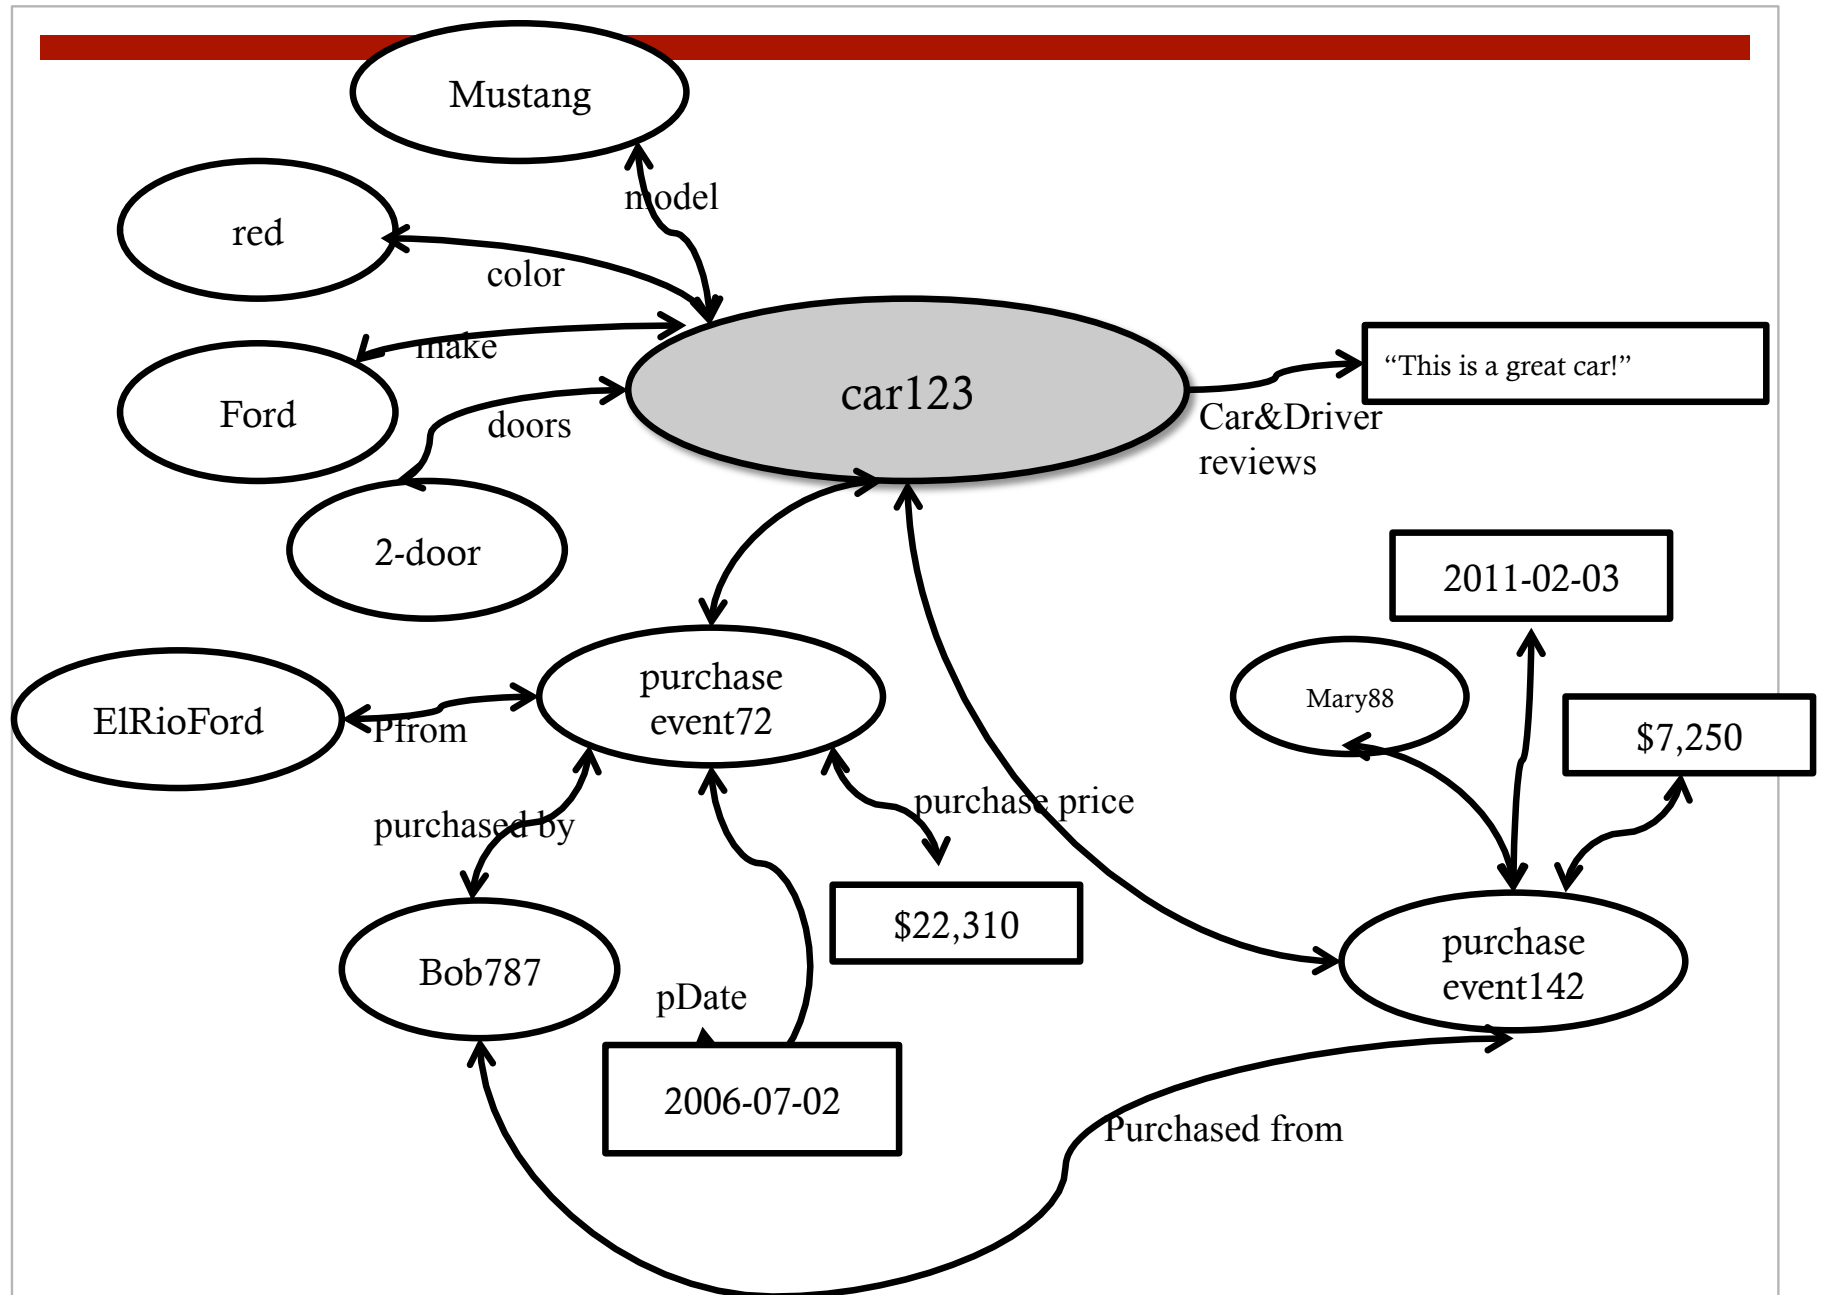 Mustang
model
red
color
make
Ford
doors
car123
“This is a great car!”
Car&Driver
reviews
2-door
2011-02-03
purchase
event72
ElRioFord
Pfrom
Mary88
$7,250
purchased by
purchase price
$22,310
Bob787
purchase
event142
pDate
2006-07-02
Purchased from